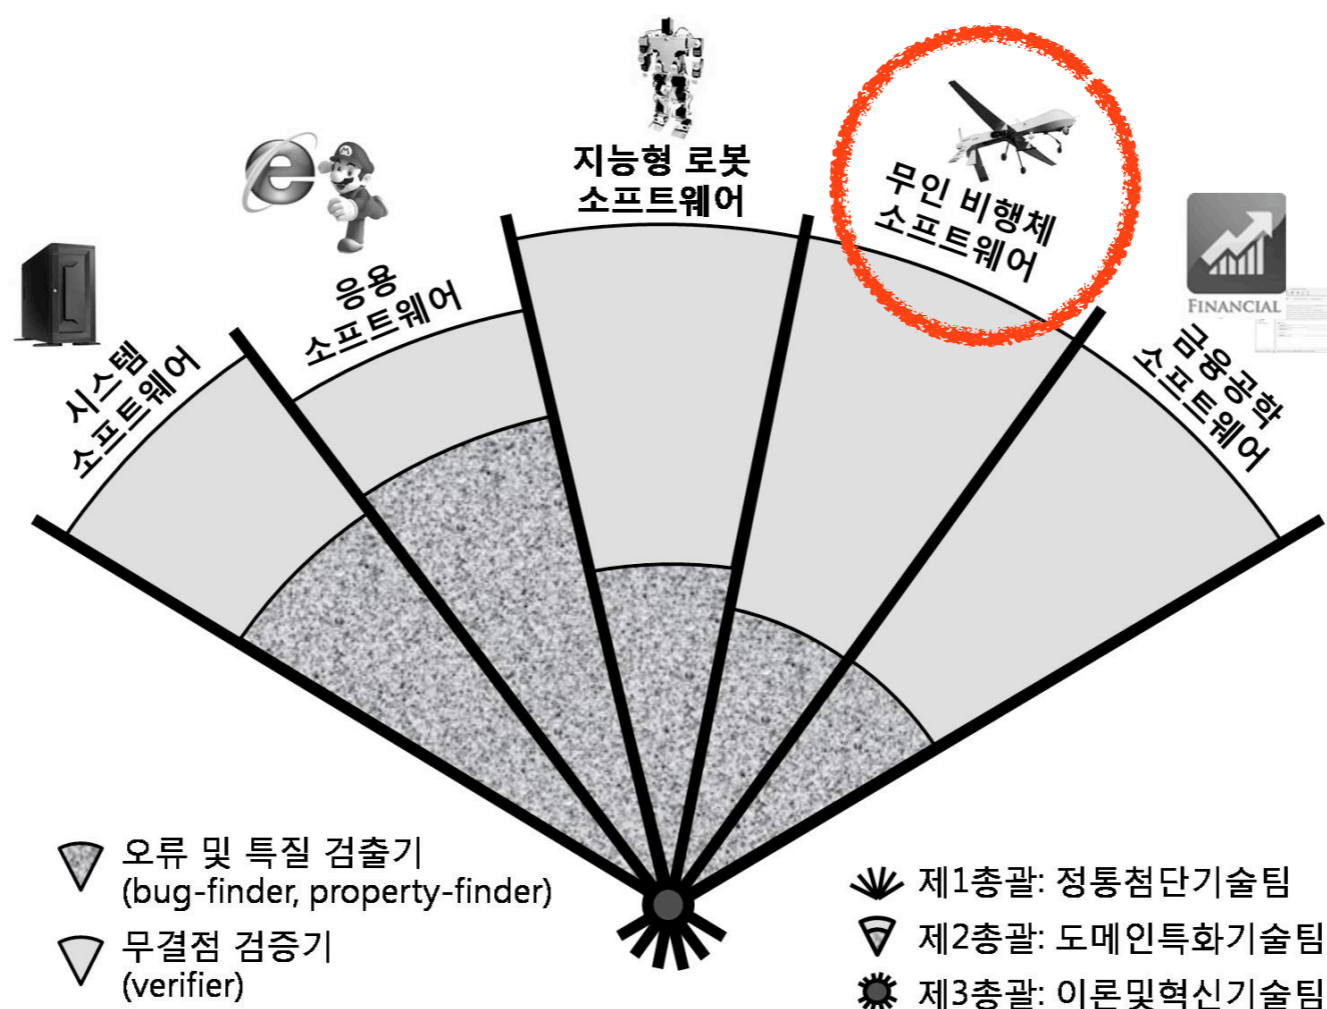 지능형 로봇
소프트웨어
무인 비행체
소프트웨어
응용
소프트웨어
시스템
소프트웨어
FINANCIAL
금융공학
소프트웨어
오류 및 특질 검출기
(bug-finder, property-finder)
무결점 검증기
(verifier)
제1총괄: 정통첨단기술팀
제2총괄: 도메인특화기술팀
제3총괄: 이론및혁신기술팀